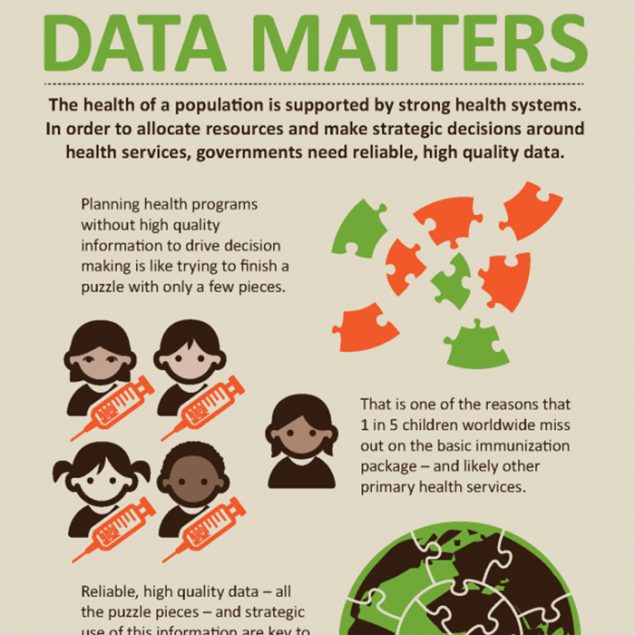 DATA MATTERS
The health of a population is supported by strong health systems.
In order to allocate resources and make strategic decisions around
health services, governments need reliable, high quality data.
Planning health programs
without high quality
information to drive decision
making is like trying to finish a
puzzle with only a few pieces.
That is one of the reasons that
1 in 5 children worldwide miss
out on the basic immunization
package – and likely other
primary health services.
Reliable, high quality data – all
the puzzle pieces – and strategic
use of this information are key to